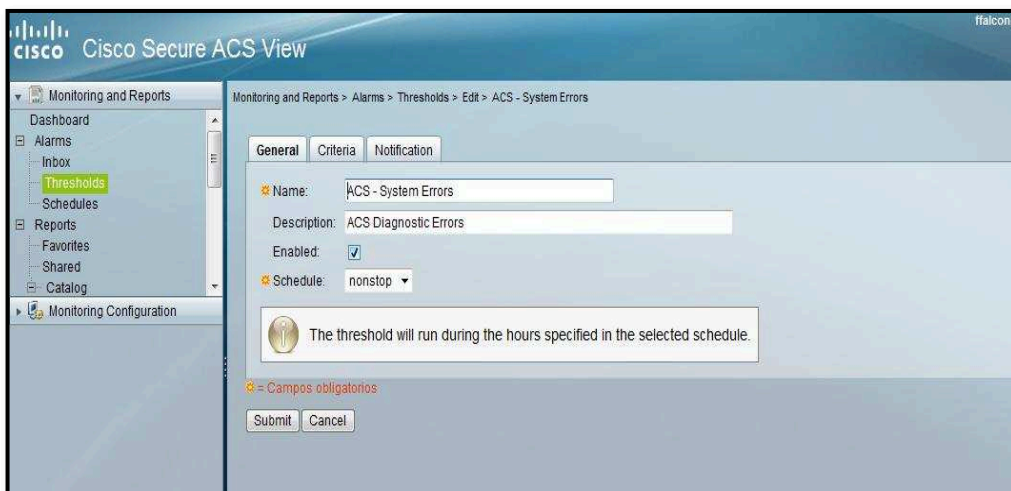 ffalcon
CISCO Cisco Secure ACS View
Monitoring and Reports
Dashboard
Alarms
Inbox
Thresholds
Schedules
Reports
Favorites
Shared
Catalog
Monitoring Configuration
Monitoring and Reports > Alarms > Thresholds > Edit > ACS - System Errors
General Criteria Notification
Name: ACS - System Errors
Description: ACS Diagnostic Errors
Enabled:
Schedule: nonstop
The threshold will run during the hours specified in the selected schedule.
= Campos obligatorios
Submit Cancel